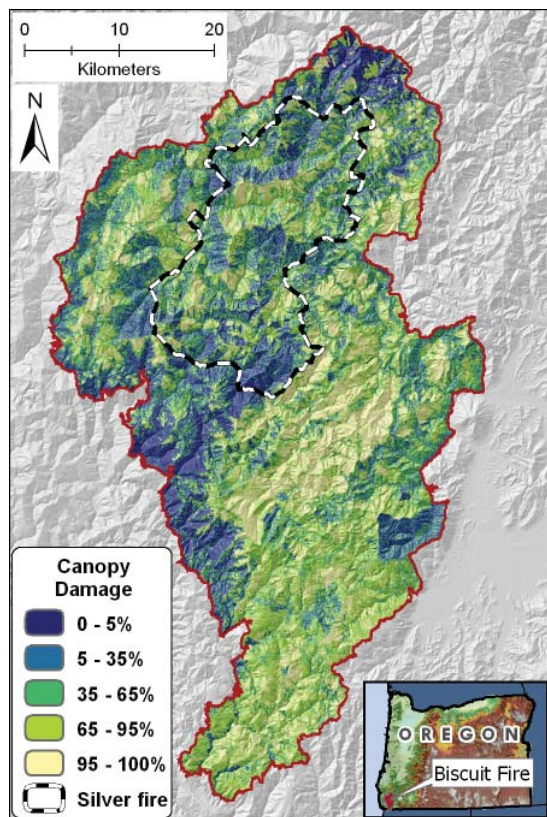 0 20
Kilometers
N
Canopy
Damage
0 - 5%
5 - 35%
35 - 65%
65 - 95%
95 - 100%
Silver fire
OREGON
Biscuit Fire